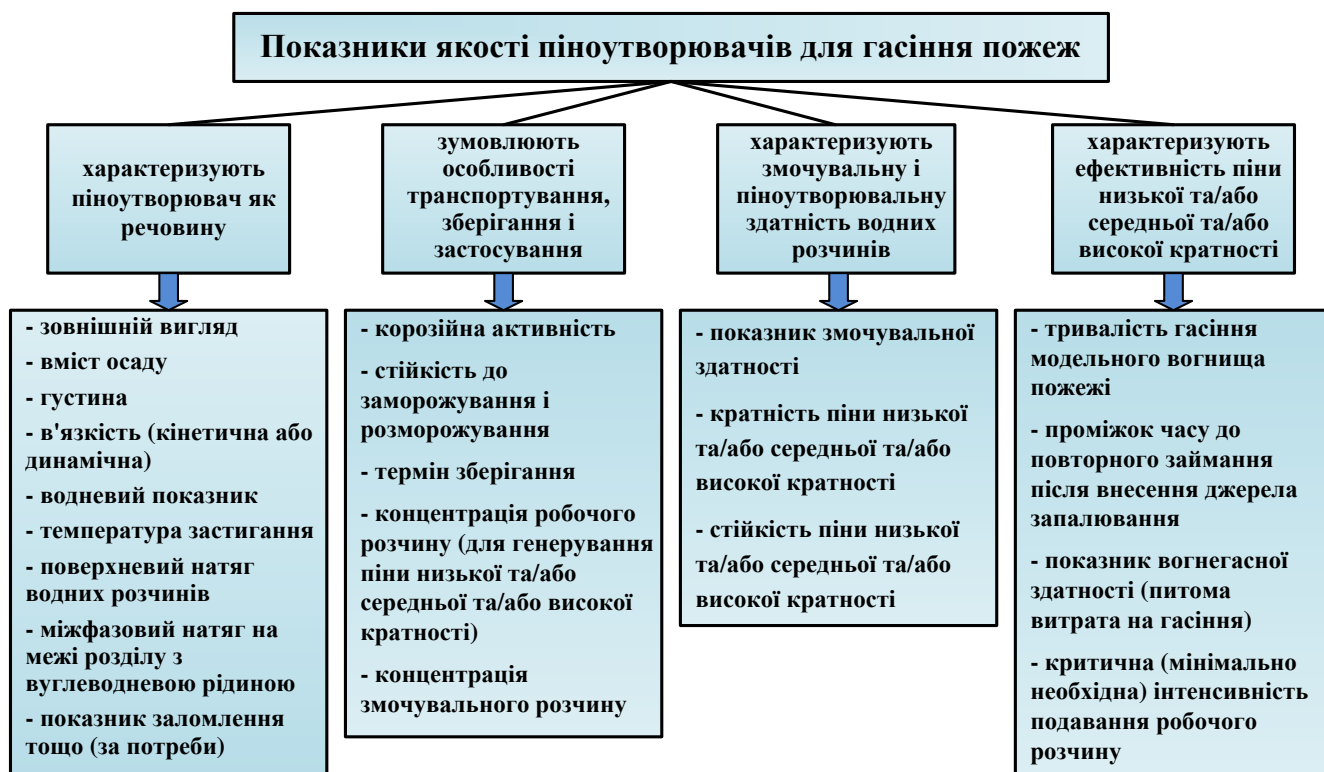 Показники якості піноутворювачів для гасіння пожеж
характеризують
піноутворювач як
речовину
зумовлюють
особливості
транспортування,
зберігання і
застосування
характеризують
змочувальну і
піноутворювальну
здатність водних
розчинів
характеризують
ефективність піни
низької та/або
середньої та/або
високої кратності
- зовнішній вигляд
- вміст осаду
- густина
- в'язкість (кінетична або
динамічна)
- водневий показник
- температура застигання
- поверхневий натяг
водних розчинів
- міжфазовий натяг на
межі розділу з
вуглеводневою рідиною
- показник заломлення
тощо (за потреби)
- корозійна активність
- стійкість до
заморожування і
розморожування
- термін зберігання
- концентрація робочого
розчину (для генерування
піни низької та/або
середньої та/або високої
кратності)
- концентрація
змочувального розчину
- показник змочувальної
здатності
- кратність піни низької
та/або середньої та/або
високої кратності
- стійкість піни низької
та/або середньої та/або
високої кратності
- тривалість гасіння
модельного вогнища
пожежі
- проміжок часу до
повторного займання
після внесення джерела
запалювання
- показник вогнегасної
здатності (питома
витрата на гасіння)
- критична (мінімально
необхідна) інтенсивність
подавання робочого
розчину